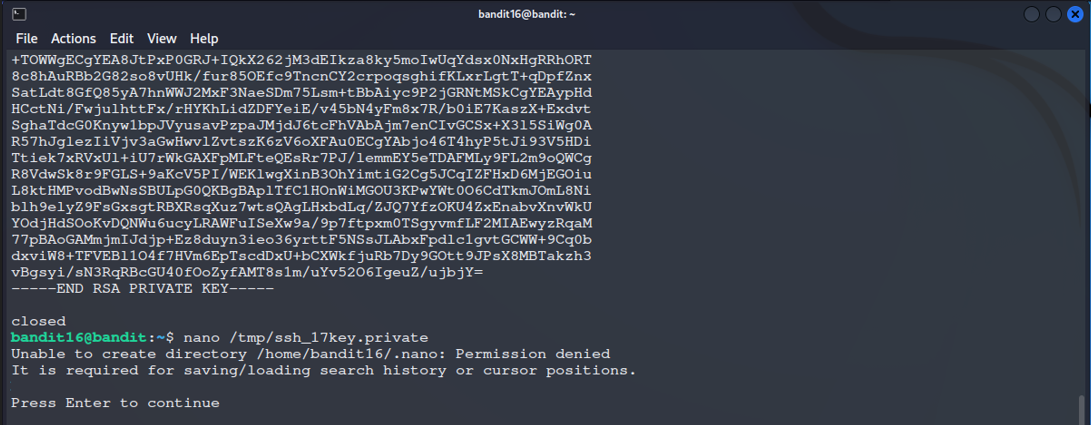 bandit16@bandit: ~
File Actions Edit View Help
+TOWWgECgYEA8JtPxP0GRJ+IQkX262jM3dEIkza8ky5moIwUqYdsx0NxHgRRhORT
8c8hAuRBb2G82so8vUHk/fur85OEfc9TncnCY2crpoqsghifKLxrLgtT+qDpfZnx
SatLdt8GfQ85yA7hnWWJ2MxF3NaeSDm75Lsm+tBbAiyc9P2jGRNtMSkCgYEAypHd
HCctNi/FwjulhttFx/rHYKhLidZDFYeiE/v45bN4yFm8x7R/b0iE7KaszX+Exdvt
SghaTdcG0Knyw1bpJVyusavPzpaJMjdJ6tcFhVAbAjm7enCIvGCSx+X3l5SiWg0A
R57hJglezIiVjv3aGwHwvlZvtszK6zV6oXFAu0ECgYAbjo46T4hyP5tJi93V5HDi
Ttiek7xRVxUl+iU7rWkGAXFpMLFteQEsRr7PJ/lemmEY5eTDAFMLy9FL2m9oQWCg
R8VdwSk8r9FGLS+9aKcV5PI/WEKlwgXinB3OhYimtiG2Cg5JCqIZFHxD6MjEGOiu
L8ktHMPvodBwNsSBULpG0QKBgBAplTfC1HOnWiMGOU3KPwYWt0O6CdTkmJOmL8Ni
blh9elyZ9FsGxsgtRBXRsqXuz7wtsQAgLHxbdLq/ZJQ7YfzOKU4ZxEnabvXnvWkU
YOdjHdSOoKvDQNWu6ucyLRAWFuISeXw9a/9p7ftpxm0TSgyvmfLF2MIAEwyzRqaM
77pBAoGAMmjmIJdjp+Ez8duyn3ieo36yrttF5NSsJLAbxFpdlc1gvtGCWW+9Cq0b
dxviW8+TFVEBl1O4f7HVm6EpTscdDxU+bCXWkfjuRb7Dy9GOtt9JPsX8MBTakzh3
vBgsyi/sN3RqRBcGU40fOoZyfAMT8s1m/uYv52O6IgeuZ/ujbjY=
-----END RSA PRIVATE KEY-----
closed
bandit16@bandit:~$ nano /tmp/ssh_17key.private
Unable to create directory /home/bandit16/.nano: Permission denied
It is required for saving/loading search history or cursor positions.
Press Enter to continue